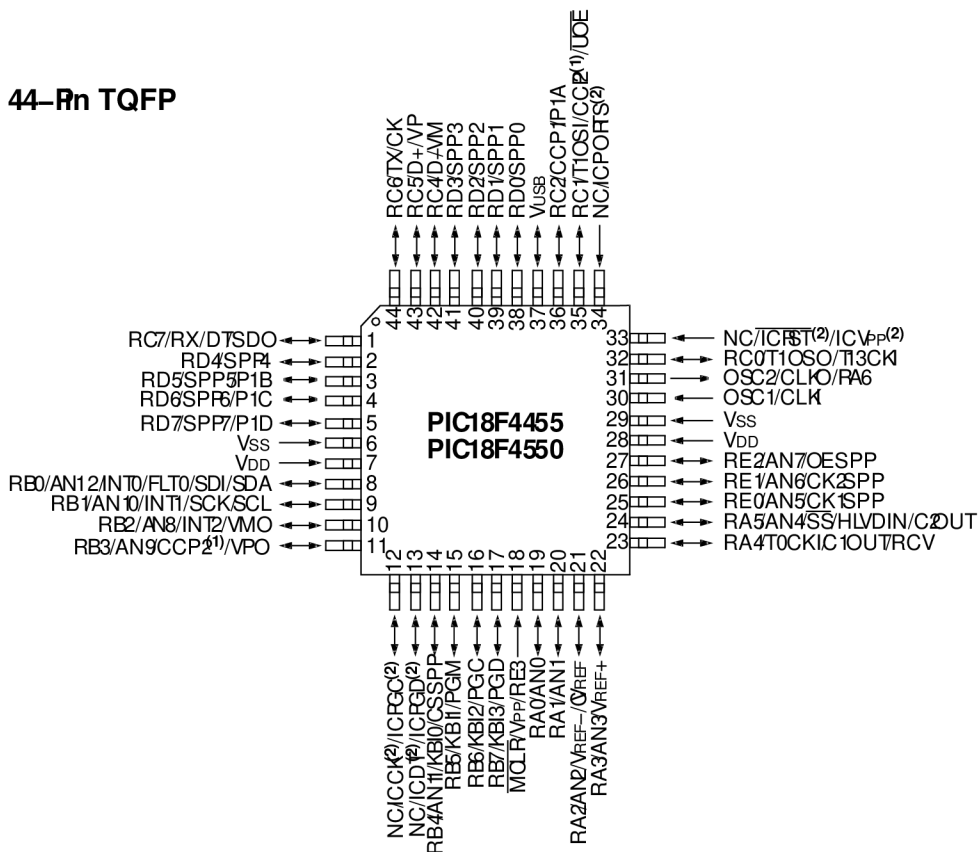 44-Pin TQFP
RC6/TX/CK
RC5/D+/VP
RC4/D-/VM
RD3/SPP3
RD2/SPP2
RD1/SPP1
RD0/SPP0
VUSB
RC2/CCP1/P1A
RC1/T1OSI/CCP2(1)/UOE
NC/ICPORTS(2)
44
43
42
41
40
39
38
37
36
35
34
RC7/RX/DT/SDO 1
RD4/SPP4 2
RD5/SPP5/P1B 3
RD6/SPP6/P1C 4
RD7/SPP7/P1D 5
VSS 6
VDD 7
RB0/AN12/INT0/FLT0/SDI/SDA 8
RB1/AN10/INT1/SCK/SCL 9
RB2/AN8/INT2/VMO 10
RB3/AN9/CCP2(1)/VPO 11
PIC18F4455
PIC18F4550
33 NC/ICRST(2)/ICVPP(2)
32 RC0/T1OSO/T13CKI
31 OSC2/CLKO/RA6
30 OSC1/CLKI
29 VSS
28 VDD
27 RE2/AN7/OESPP
26 RE1/AN6/CK2SPP
25 RE0/AN5/CK1SPP
24 RA5/AN4/SS/HLVDIN/C2OUT
23 RA4/T0CKI/C1OUT/RCV
12
13
14
15
16
17
18
19
20
21
22
NC/ICCK(2)/ICPGC(2)
NC/ICDT(2)/ICPGD(2)
RB4/AN11/KBI0/CSSPP
RB5/KBI1/PGM
RB6/KBI2/PGC
RB7/KBI3/PGD
MCLR/VPP/RE3
RA0/AN0
RA1/AN1
RA2/AN2/VREF-/CVREF
RA3/AN3/VREF+